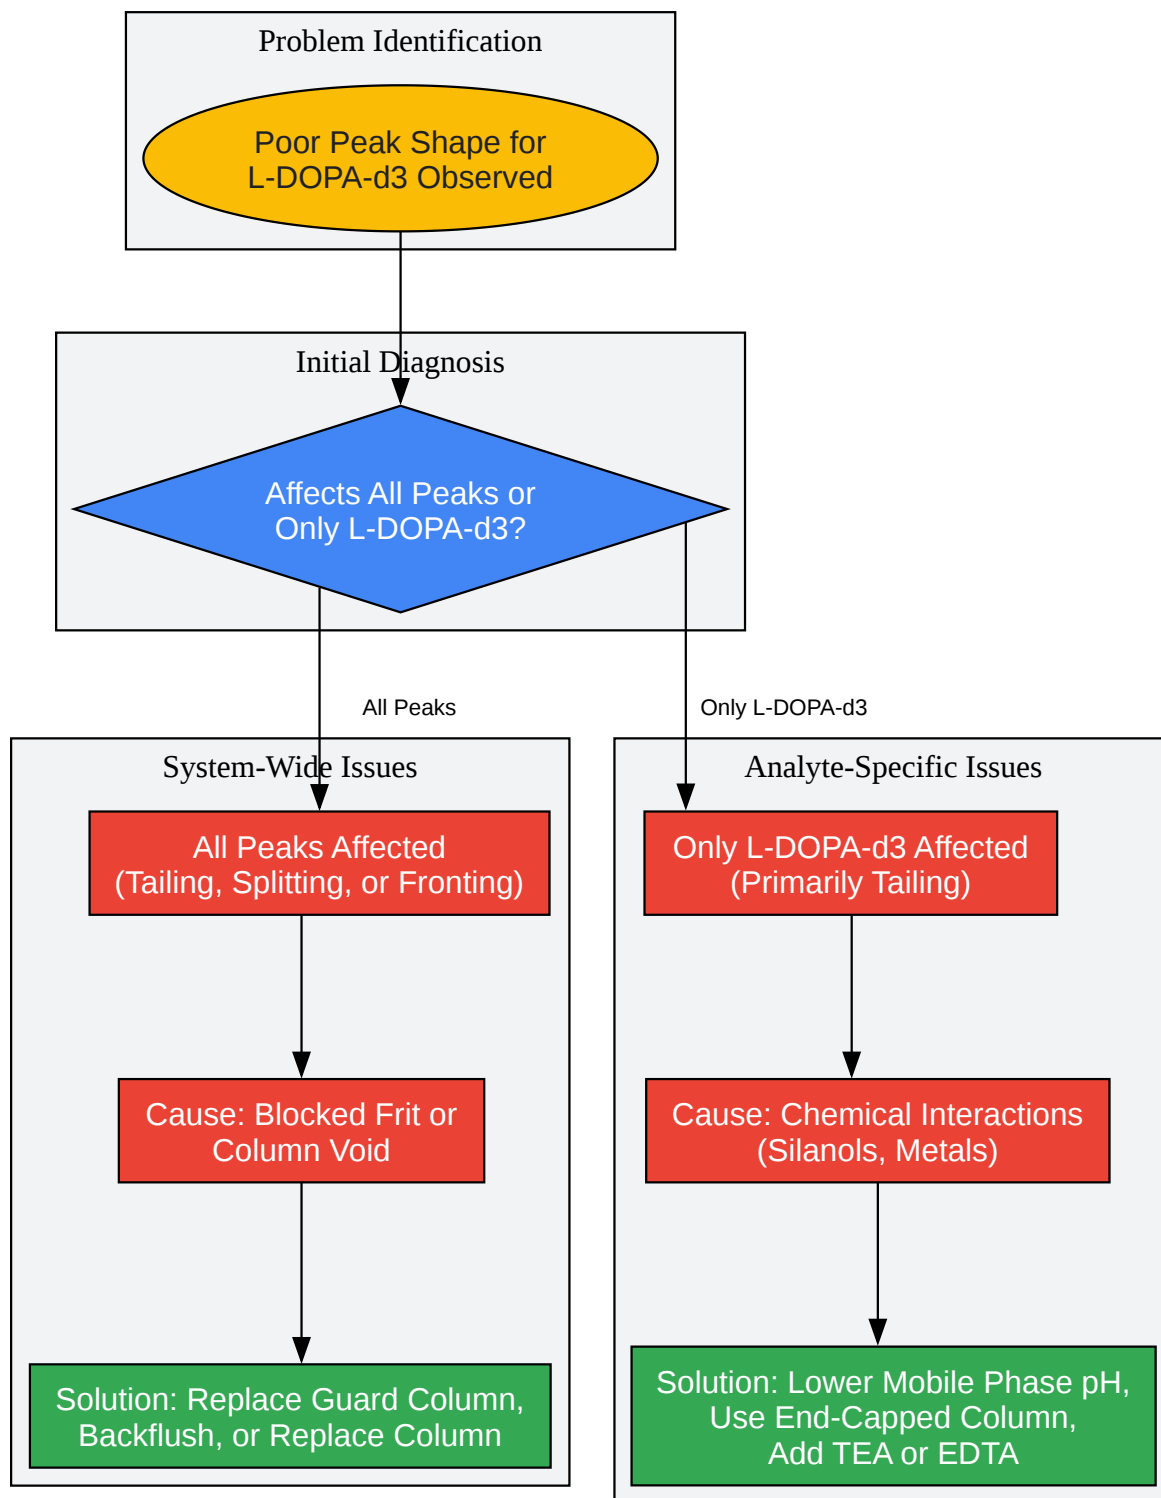 Problem Identification
Poor Peak Shape for
L-DOPA-d3 Observed
Initial Diagnosis
Affects All Peaks or
Only L-DOPA-d3?
All Peaks
Only L-DOPA-d3
System-Wide Issues
All Peaks Affected
(Tailing, Splitting, or Fronting)
Cause: Blocked Frit or
Column Void
Solution: Replace Guard Column,
Backflush, or Replace Column
Analyte-Specific Issues
Only L-DOPA-d3 Affected
(Primarily Tailing)
Cause: Chemical Interactions
(Silanols, Metals)
Solution: Lower Mobile Phase pH,
Use End-Capped Column,
Add TEA or EDTA